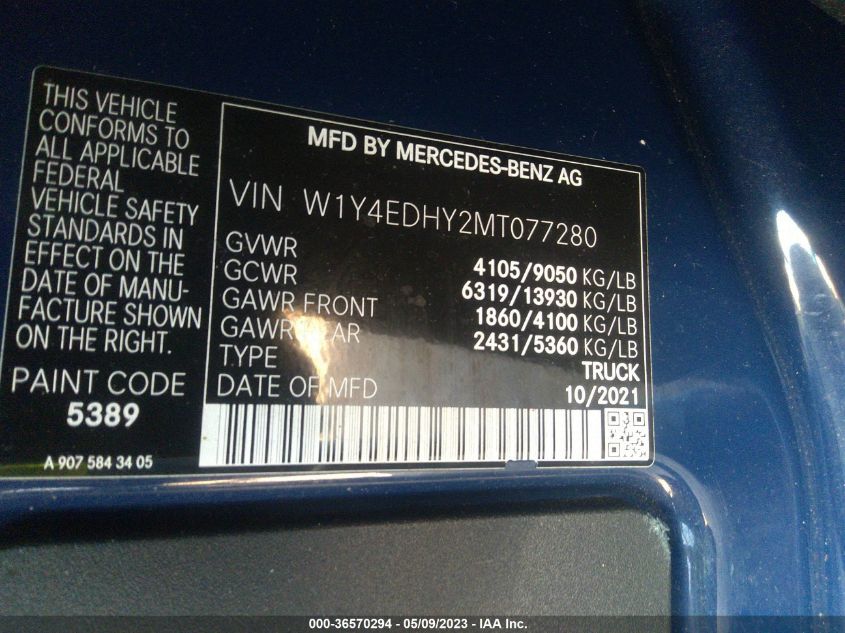 THIS VEHICLE
CONFORMS TO
ALL APPLICABLE
FEDERAL
VEHICLE SAFETY
STANDARDS IN
EFFECT ON THE
DATE OF MANU-
FACTURE SHOWN
ON THE RIGHT.
PAINT CODE
5389
A 907 584 34 05
MFD BY MERCEDES-BENZ AG
VIN W1Y4EDHY2MT077280
GVWR 4105/9050 KG/LB
GCWR 6319/13930 KG/LB
GAWR FRONT 1860/4100 KG/LB
GAWR REAR 2431/5360 KG/LB
TYPE TRUCK
DATE OF MFD 10/2021
000-36570294 - 05/09/2023 - IAA Inc.